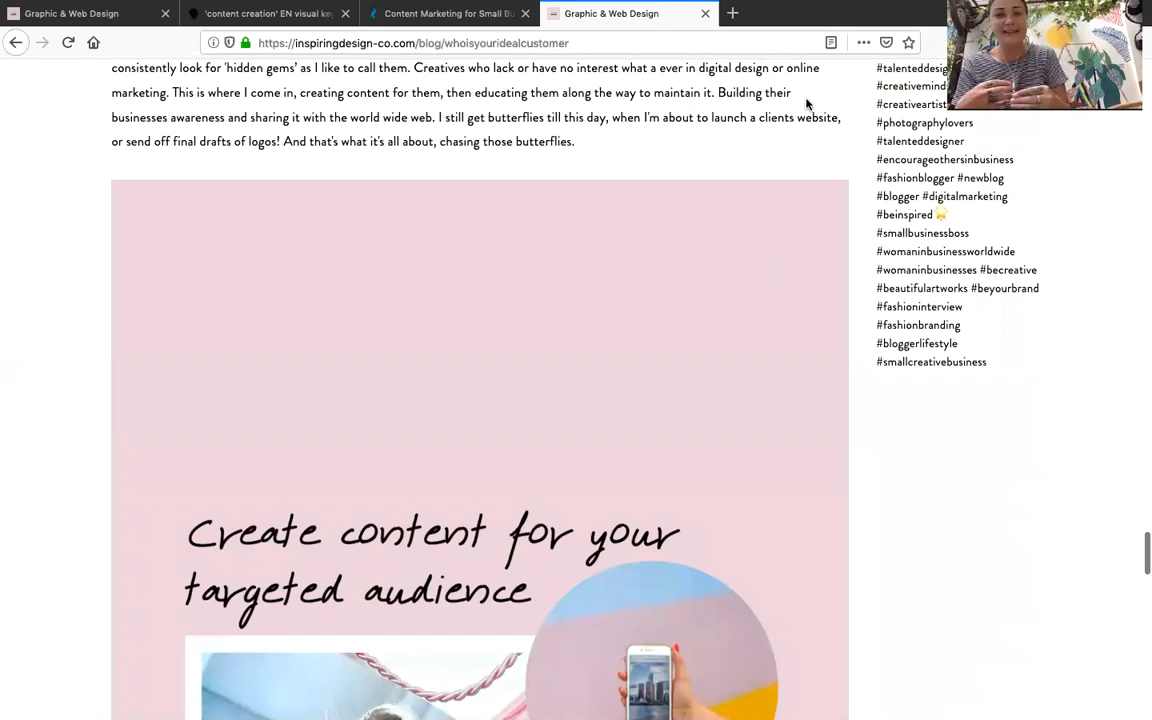 Graphic & Web Design
'content creation' EN visual ke
Content Marketing for Small Bu
Graphic & Web Design
https://inspiringdesign-co.com/blog/whoisyouridealcustomer
consistently look for 'hidden gems' as I like to call them. Creatives who lack or have no interest what a ever in digital design or online
marketing. This is where I come in, creating content for them, then educating them along the way to maintain it. Building their
businesses awareness and sharing it with the world wide web. I still get butterflies till this day, when I'm about to launch a clients website,
or send off final drafts of logos! And that's what it's all about, chasing those butterflies.
Create content for your
targeted audience
#talenteddesig
#creativemind
#creativeartist
#photographylovers
#talenteddesigner
#encourageothersinbusiness
#fashionblogger #newblog
#blogger #digitalmarketing
#beinspired🌟
#smallbusinessboss
#womaninbusinessworldwide
#womaninbusinesses #becreative
#beautifulartworks #beyourbrand
#fashioninterview
#fashionbranding
#bloggerlifestyle
#smallcreativebusiness